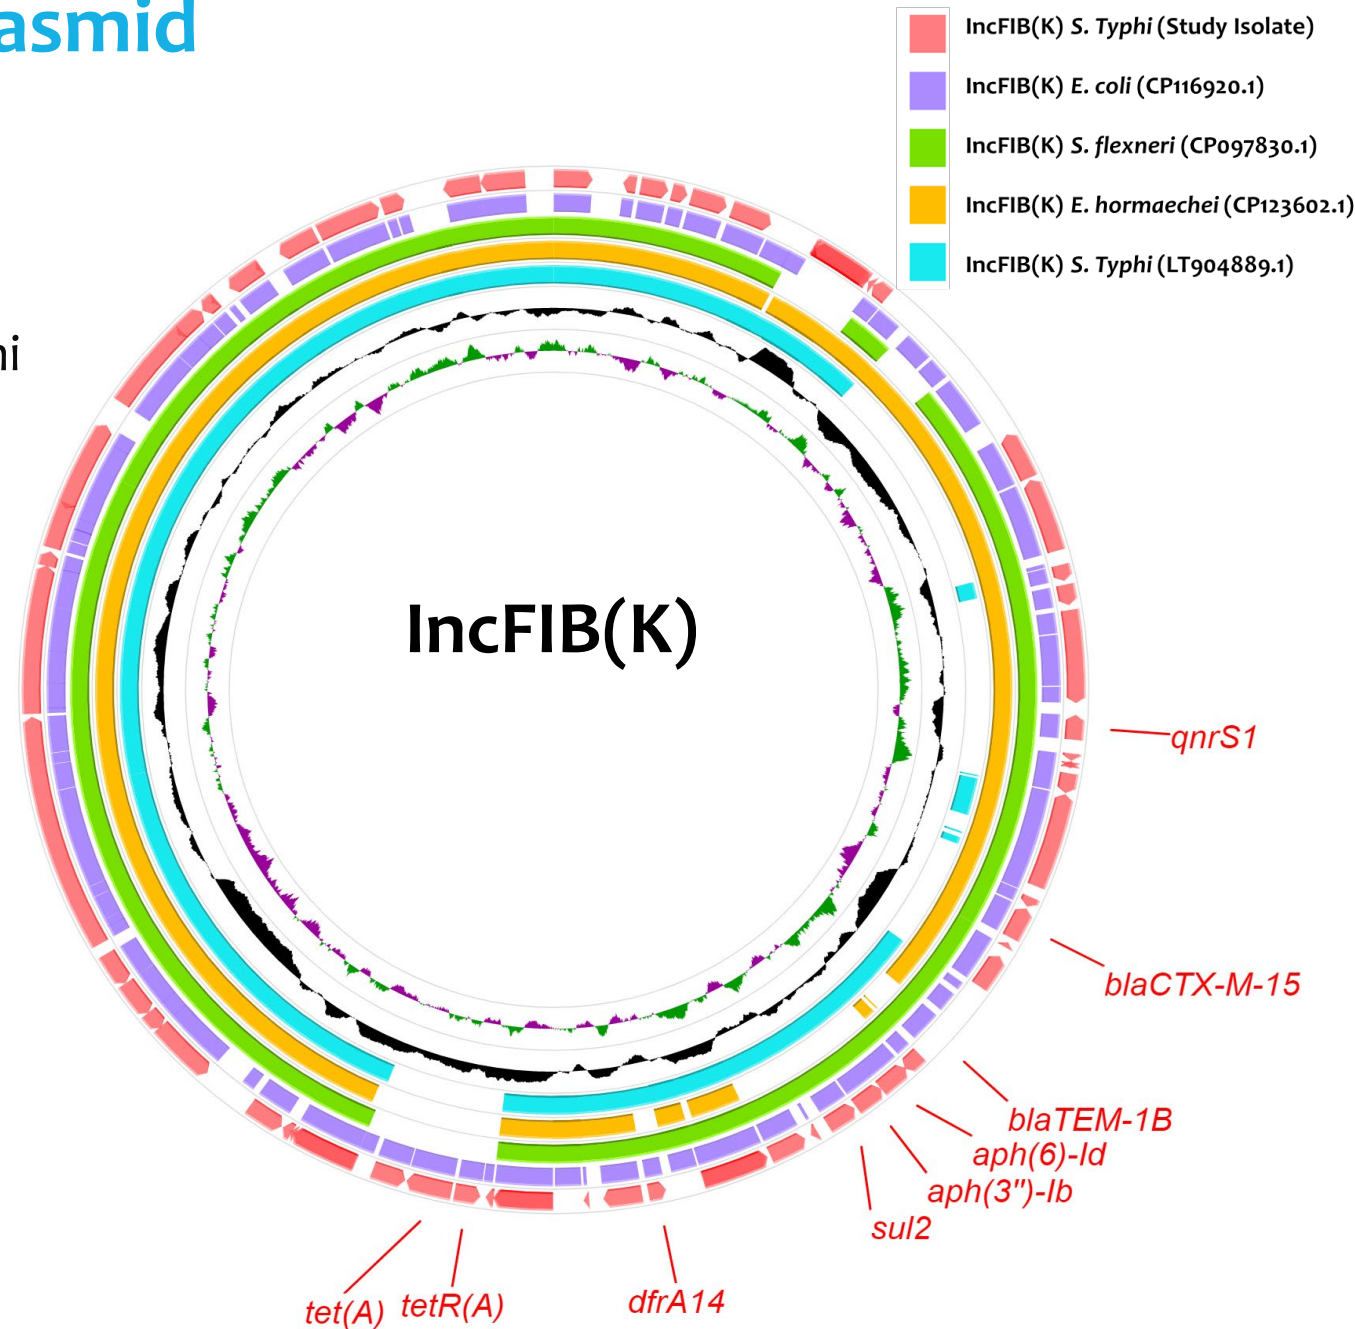 asmid
IncFIB(K) S. Typhi (Study Isolate)
IncFIB(K) E. coli (CP116920.1)
IncFIB(K) S. flexneri (CP097830.1)
IncFIB(K) E. hormaechei (CP123602.1)
IncFIB(K) S. Typhi (LT904889.1)
hi
IncFIB(K)
qnrS1
blaCTX-M-15
blaTEM-1B
aph(6)-Id
aph(3")-Ib
sul2
dfrA14
tetR(A)
tet(A)